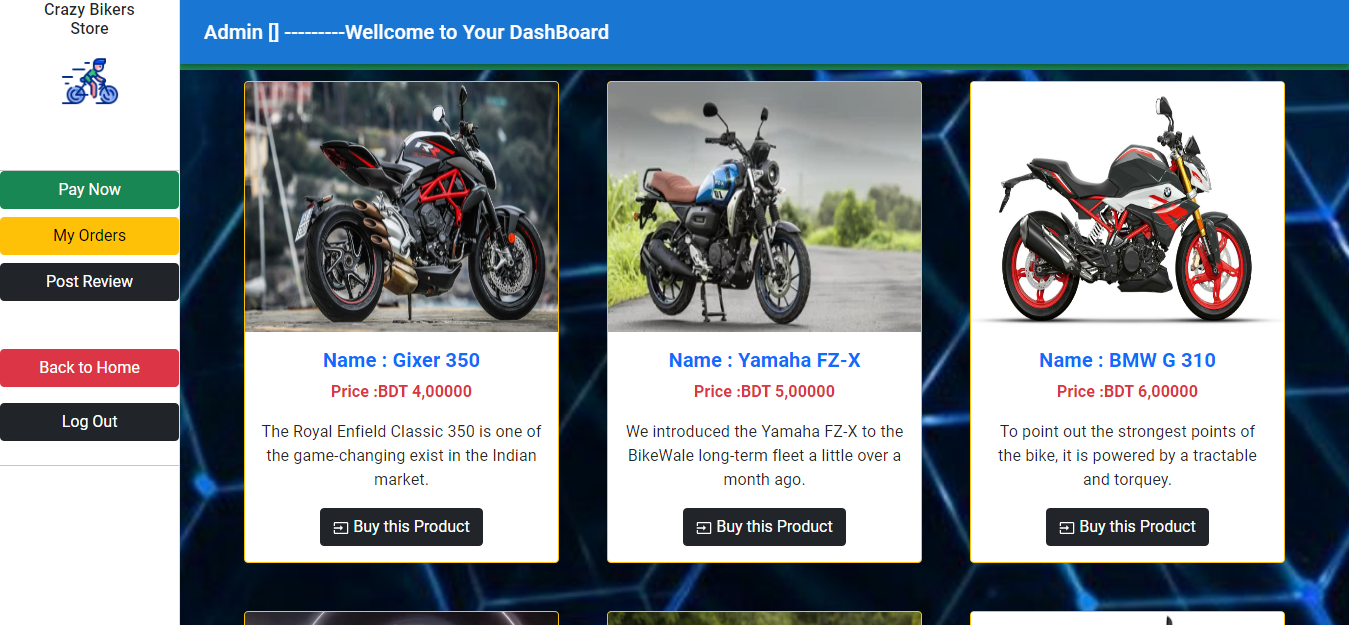 Crazy Bikers
Store
Admin [] ---------Wellcome to Your DashBoard
Pay Now
My Orders
Post Review
Back to Home
Log Out
RR
Name : Gixer 350
Price :BDT 4,00000
The Royal Enfield Classic 350 is one of
the game-changing exist in the Indian
market.
Buy this Product
Name : Yamaha FZ-X
Price :BDT 5,00000
We introduced the Yamaha FZ-X to the
BikeWale long-term fleet a little over a
month ago.
Buy this Product
Name : BMW G 310
Price :BDT 6,00000
To point out the strongest points of
the bike, it is powered by a tractable
and torquey.
Buy this Product